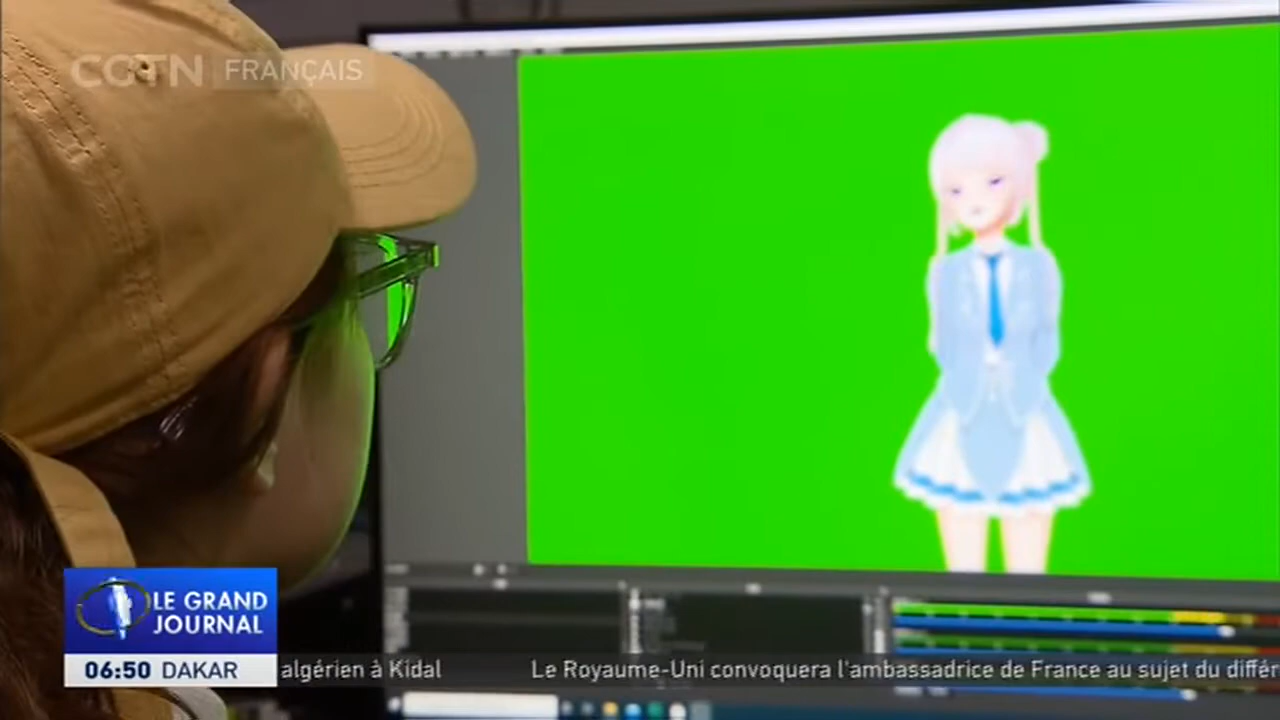 CGTN FRANÇAIS
LE GRAND
JOURNAL
06:50 DAKAR
algérien à Kidal Le Royaume-Uni convoquera l'ambassadrice de France au sujet du différ